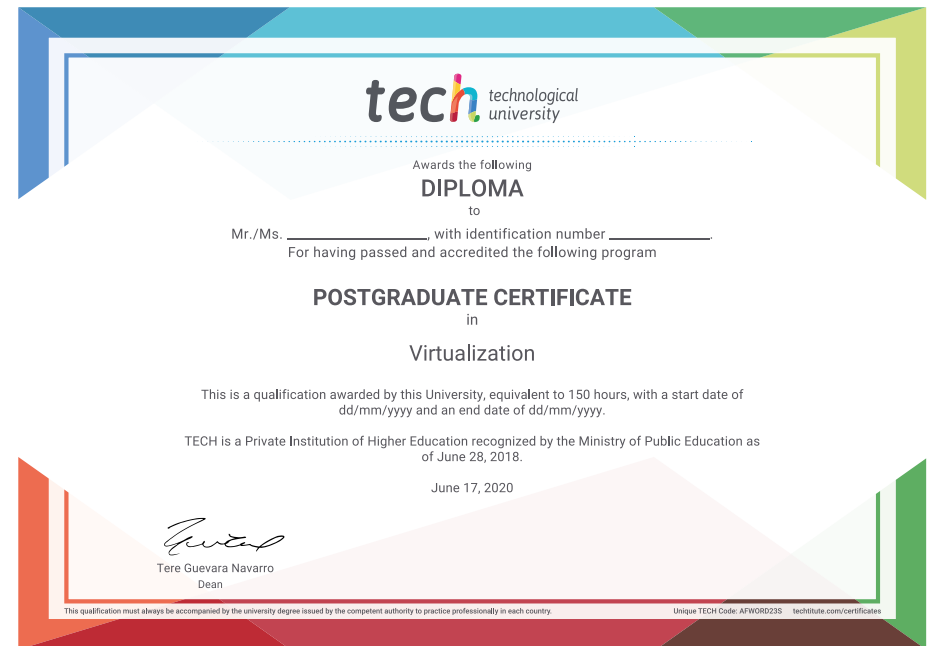 tech technological
university
Awards the following
DIPLOMA
to
Mr./Ms. ____________________, with identification number ______________.
For having passed and accredited the following program
POSTGRADUATE CERTIFICATE
in
Virtualization
This is a qualification awarded by this University, equivalent to 150 hours, with a start date of
dd/mm/yyyy and an end date of dd/mm/yyyy.
TECH is a Private Institution of Higher Education recognized by the Ministry of Public Education as
of June 28, 2018.
June 17, 2020
Tere Guevara Navarro
Dean
This qualification must always be accompanied by the university degree issued by the competent authority to practice professionally in each country.
Unique TECH Code: AFWORD23S techtitute.com/certificates